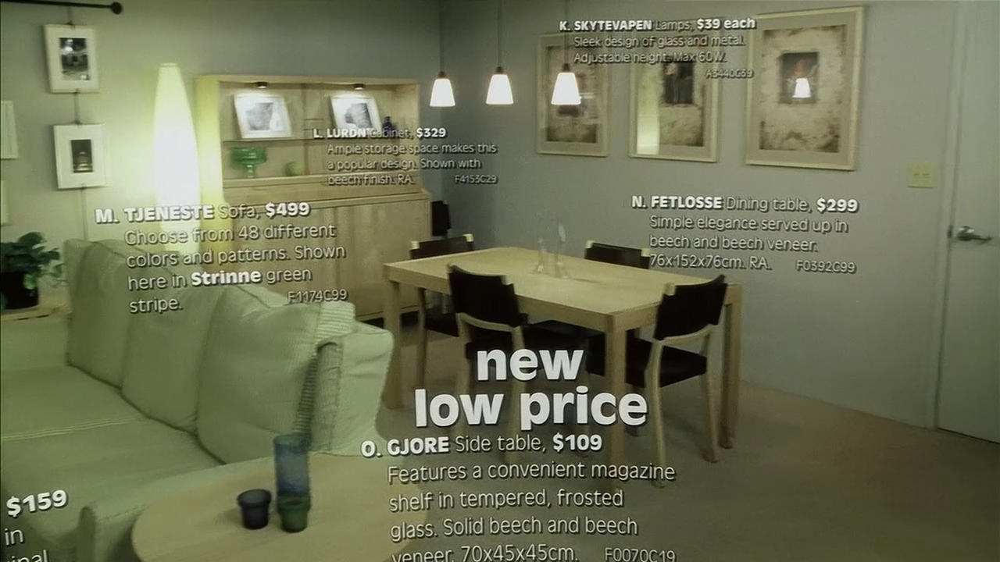 K. SKYTEVAPEN Lamps, $39 each
Sleek design of glass and metal.
Adjustable height. Max 60W.
A3440C39
L. LURDN Cabinet, $329
Ample storage space makes this
a popular design. Shown with
beech finish. RA. F4153C29
M. TJENESTE Sofa, $499
Choose from 48 different
colors and patterns. Shown
here in Strinne green
stripe. F1174C99
N. FETLOSSE Dining table, $299
Simple elegance served up in
beech and beech veneer.
76x152x76cm. RA. F0392C99
new
low price
O. GJORE Side table, $109
Features a convenient magazine
shelf in tempered, frosted
glass. Solid beech and beech
veneer. 70x45x45cm. F0070C19
$159
in